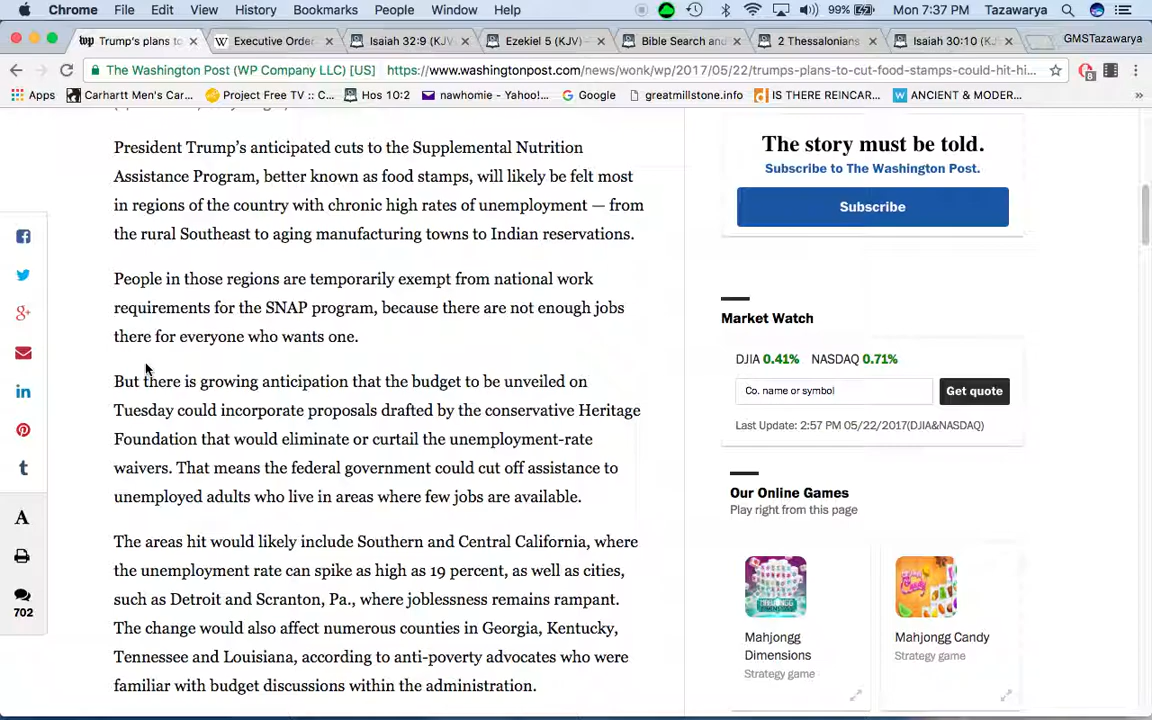 Chrome File Edit View History Bookmarks People Window Help 99% Mon 7:37 PM Tazawarya
wp Trump's plans to W Executive Orde Isaiah 32:9 (KJV Ezekiel 5 (KJV) – Bible Search and 2 Thessalonians Isaiah 30:10 (KJ GMSTazawarya
The Washington Post (WP Company LLC) [US] https://www.washingtonpost.com/news/wonk/wp/2017/05/22/trumps-plans-to-cut-food-stamps-could-hit-hi... 8
Apps Carhartt Men's Car... Project Free TV :: C... Hos 10:2 nawhomie - Yahoo!... Google greatmillstone.info IS THERE REINCAR... W ANCIENT & MODER... »
President Trump's anticipated cuts to the Supplemental Nutrition
Assistance Program, better known as food stamps, will likely be felt most
in regions of the country with chronic high rates of unemployment — from
the rural Southeast to aging manufacturing towns to Indian reservations.
People in those regions are temporarily exempt from national work
requirements for the SNAP program, because there are not enough jobs
there for everyone who wants one.
But there is growing anticipation that the budget to be unveiled on
Tuesday could incorporate proposals drafted by the conservative Heritage
Foundation that would eliminate or curtail the unemployment-rate
waivers. That means the federal government could cut off assistance to
unemployed adults who live in areas where few jobs are available.
The areas hit would likely include Southern and Central California, where
the unemployment rate can spike as high as 19 percent, as well as cities,
such as Detroit and Scranton, Pa., where joblessness remains rampant.
The change would also affect numerous counties in Georgia, Kentucky,
Tennessee and Louisiana, according to anti-poverty advocates who were
familiar with budget discussions within the administration.
A
702
The story must be told.
Subscribe to The Washington Post.
Subscribe
Market Watch
DJIA 0.41% NASDAQ 0.71%
Co. name or symbol Get quote
Last Update: 2:57 PM 05/22/2017(DJIA&NASDAQ)
Our Online Games
Play right from this page
Mahjongg
Dimensions
Strategy game
Mahjongg Candy
Strategy game